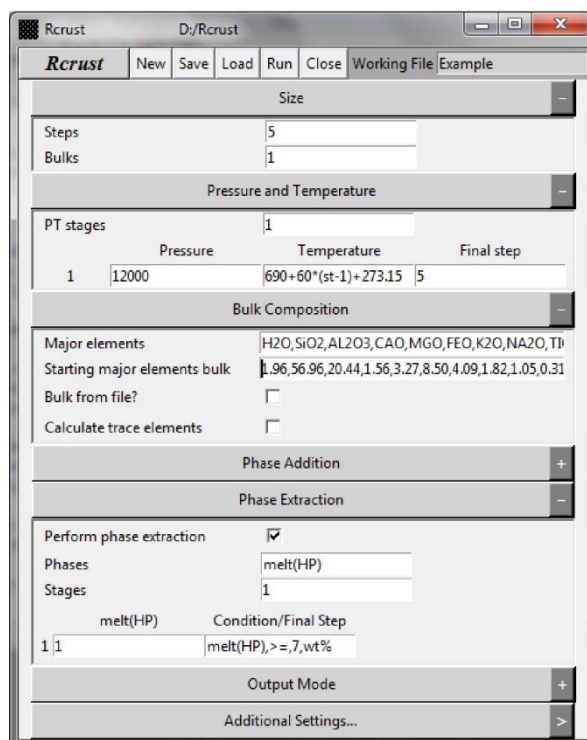 Rcrust D:/Rcrust
Rcrust New Save Load Run Close Working File Example
Size
Steps 5
Bulks 1
Pressure and Temperature
PT stages 1
Pressure Temperature Final step
1 12000 690+60*(st-1)+273.15 5
Bulk Composition
Major elements H2O,SiO2,AL2O3,CAO,MGO,FEO,K2O,NA2O,TI
Starting major elements bulk 1.96,56.96,20.44,1.56,3.27,8.50,4.09,1.82,1.05,0.31
Bulk from file?
Calculate trace elements
Phase Addition +
Phase Extraction
Perform phase extraction
Phases melt(HP)
Stages 1
melt(HP) Condition/Final Step
1 1 melt(HP),>=,7,wt%
Output Mode +
Additional Settings... >